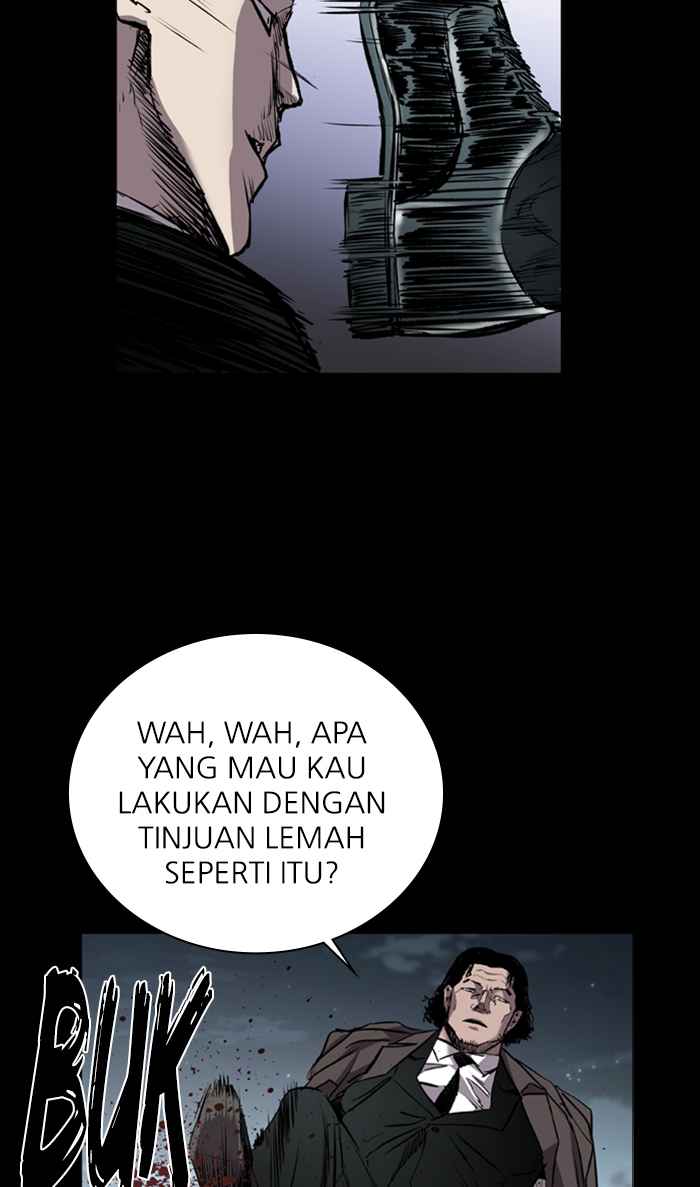 WAH, WAH, APA
YANG MAU KAU
LAKUKAN DENGAN
TINJUAN LEMAH
SEPERTI ITU?
BUK